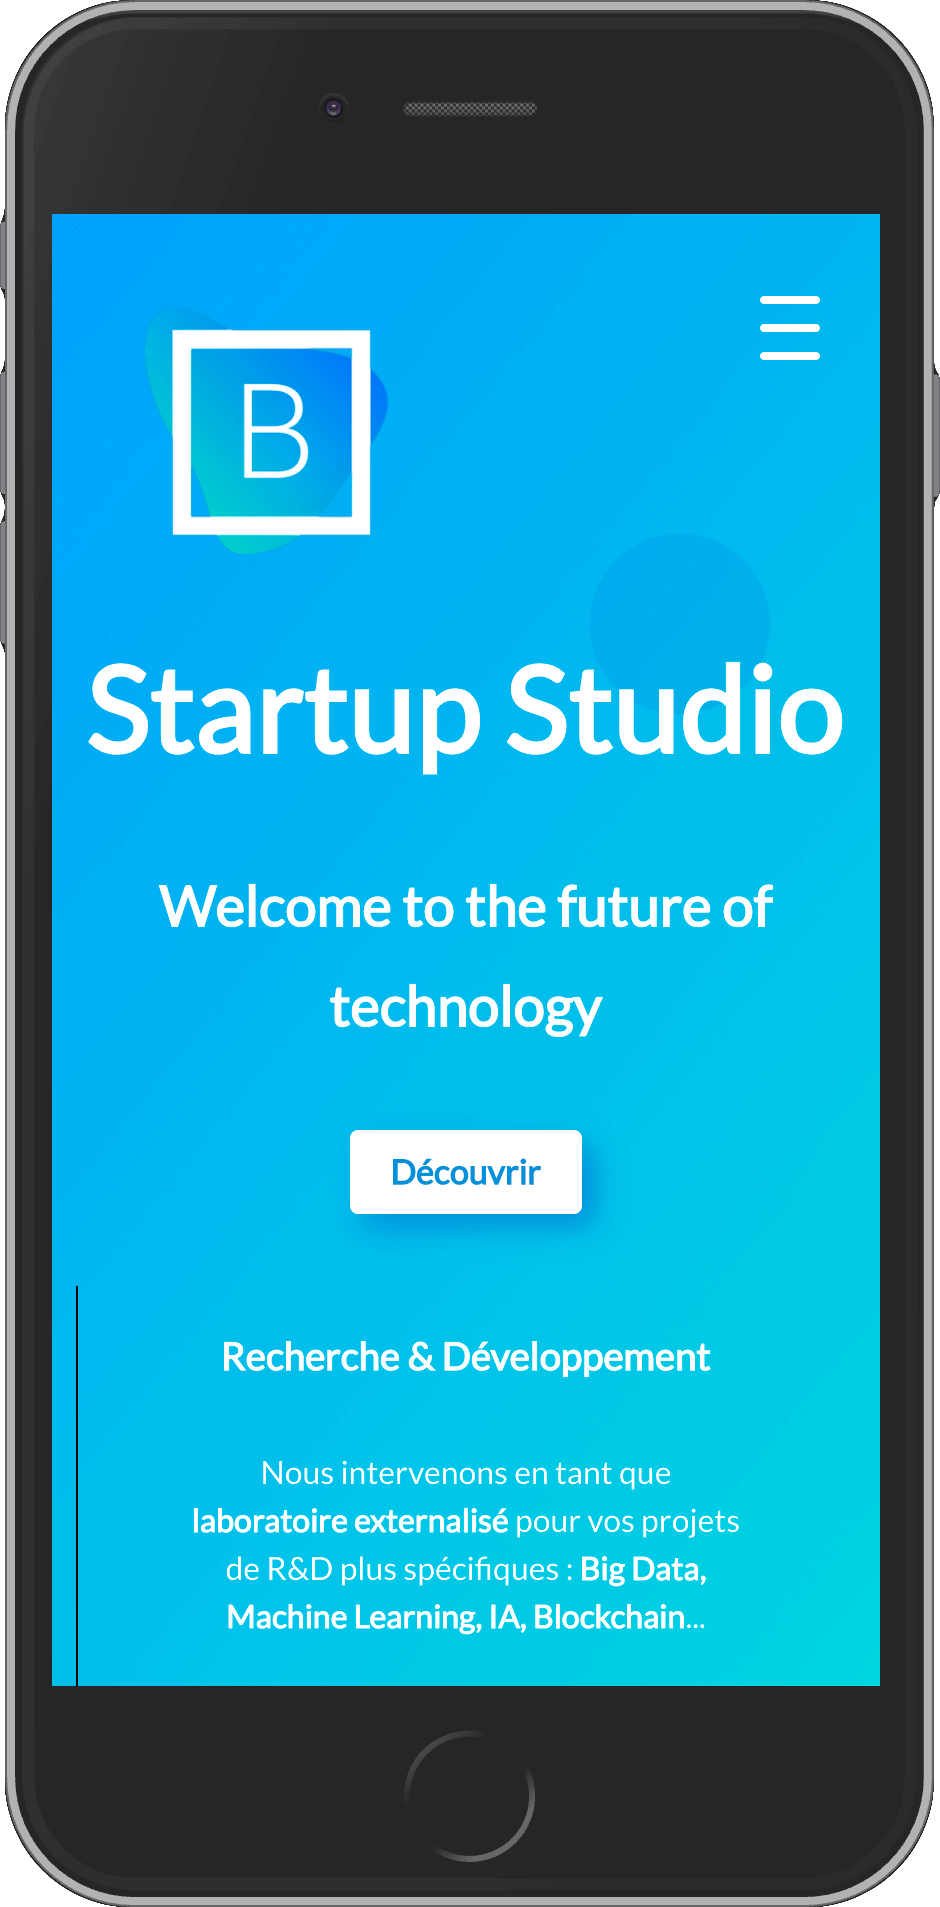 B
Startup Studio
Welcome to the future of
technology
Découvrir
Recherche & Développement
Nous intervenons en tant que
laboratoire externalisé pour vos projets
de R&D plus spécifiques : Big Data,
Machine Learning, IA, Blockchain...